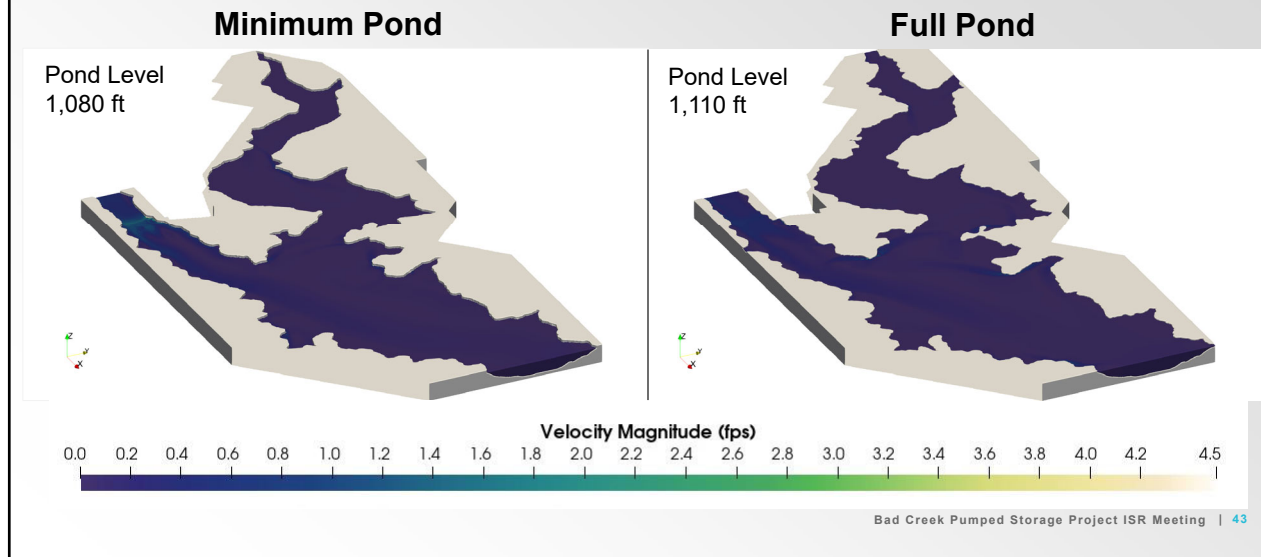 Minimum Pond
Full Pond
Pond Level
1,080 ft
Pond Level
1,110 ft
Z
Y
X
Z
Y
X
Velocity Magnitude (fps)
0.0 0.2 0.4 0.6 0.8 1.0 1.2 1.4 1.6 1.8 2.0 2.2 2.4 2.6 2.8 3.0 3.2 3.4 3.6 3.8 4.0 4.2 4.5
Bad Creek Pumped Storage Project ISR Meeting | 43